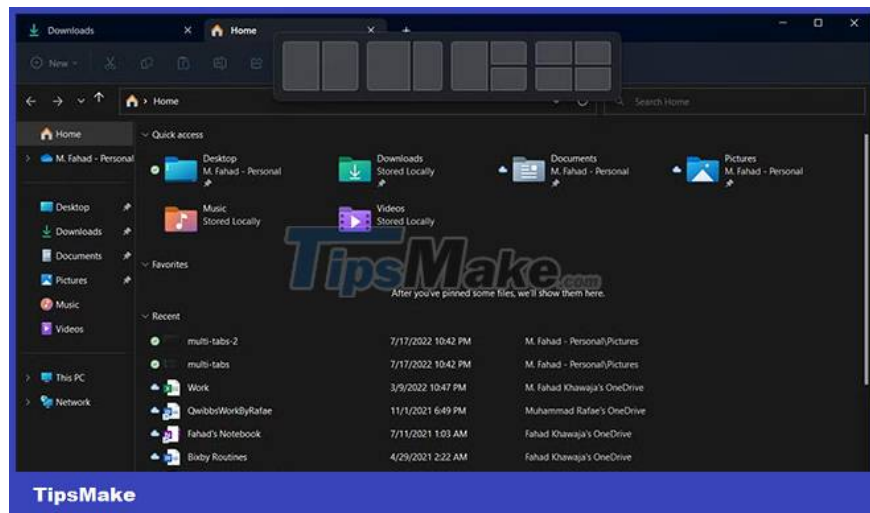 Downloads
Home
New
Home
Search Home
Home
M. Fahad - Personal
Desktop
Downloads
Documents
Pictures
Music
Videos
This PC
Network
Quick access
Desktop
M. Fahad - Personal
Downloads
Stored Locally
Documents
M. Fahad - Personal
Pictures
M. Fahad - Personal
Music
Stored Locally
Videos
Stored Locally
Favorites
After you've pinned some files, we'll show them here.
Recent
multi-tabs-2 7/17/2022 10:42 PM M. Fahad - Personal\Pictures
multi-tabs 7/17/2022 10:42 PM M. Fahad - Personal\Pictures
Work 3/9/2022 10:47 PM M. Fahad Khawaja's OneDrive
QwibbsWorkByRafae 11/1/2021 6:49 PM Muhammad Rafae's OneDrive
Fahad's Notebook 7/11/2021 1:03 AM Fahad Khawaja's OneDrive
Bixby Routines 4/29/2021 2:22 AM Fahad Khawaja's OneDrive
TipsMake.com
TipsMake